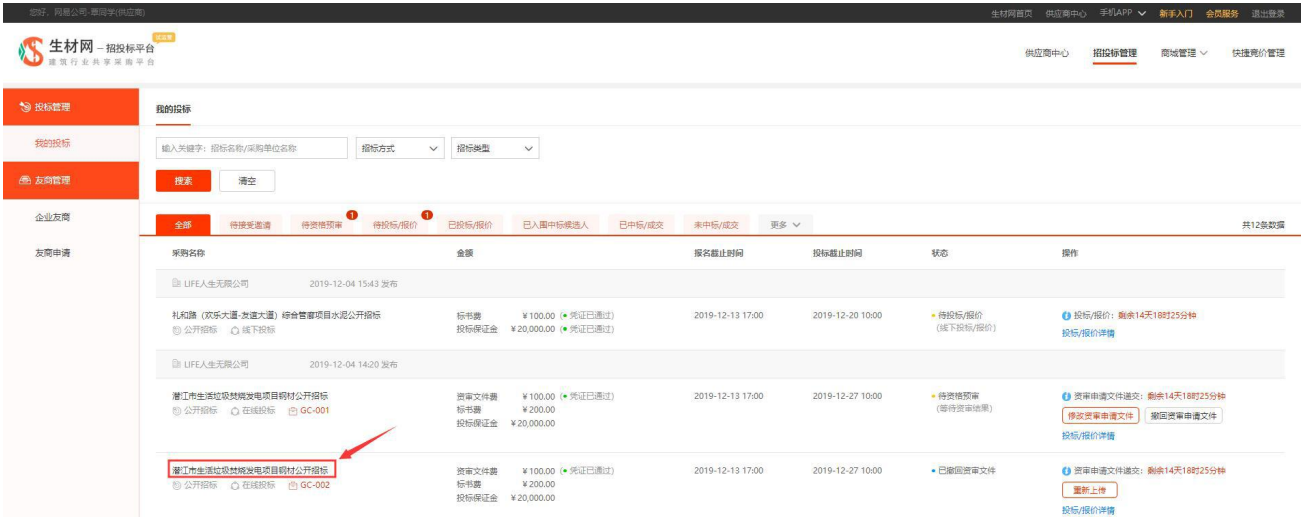 您好，网易公司-覃同学(供应商)
生材网首页 供应商中心 手机APP 新手入门 会员服务 退出登录
生材网 - 招投标平台
建筑行业共享采购平台
供应商中心 招投标管理 商城管理 快捷竞价管理
投标管理
我的投标
友商管理
企业友商
友商申请
我的投标
输入关键字：招标名称/采购单位名称 招标方式 招标类型
搜索 清空
全部 待接受邀请 待资格预审 1 待投标/报价 1 已投标/报价 已入围中标候选人 已中标/成交 未中标/成交 更多 共12条数据
采购名称 金额 报名截止时间 投标截止时间 状态 操作
LIFE人生无限公司 2019-12-04 15:43 发布
礼和路（欢乐大道-友谊大道）综合管廊项目水泥公开招标 标书费 ¥100.00 (凭证已通过) 2019-12-13 17:00 2019-12-20 10:00 待投标/报价 投标/报价：剩余14天18时25分钟
公开招标 线下投标 投标保证金 ¥20,000.00 (凭证已通过) (线下投标/报价) 投标/报价详情
LIFE人生无限公司 2019-12-04 14:20 发布
潜江市生活垃圾焚烧发电项目钢材公开招标 资审文件费 ¥100.00 (凭证已通过) 2019-12-13 17:00 2019-12-27 10:00 待资格预审 资审申请文件递交：剩余14天18时25分钟
公开招标 在线投标 GC-001 标书费 ¥200.00 (等待资审结果) 修改资审申请文件 撤回资审申请文件
投标保证金 ¥20,000.00 投标/报价详情
潜江市生活垃圾焚烧发电项目钢材公开招标 资审文件费 ¥100.00 (凭证已通过) 2019-12-13 17:00 2019-12-27 10:00 已撤回资审文件 资审申请文件递交：剩余14天18时25分钟
公开招标 在线投标 GC-002 标书费 ¥200.00 重新上传
投标保证金 ¥20,000.00 投标/报价详情